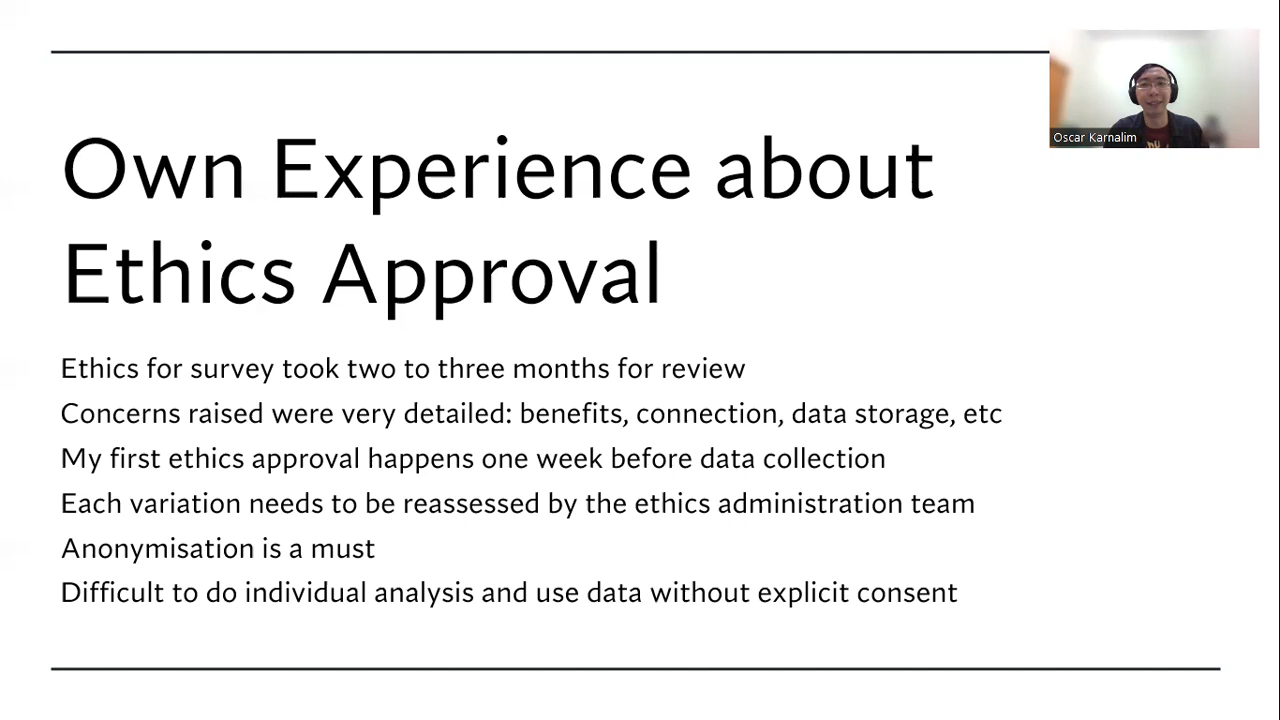 Own Experience about
Ethics Approval
Oscar Karnalim
Ethics for survey took two to three months for review
Concerns raised were very detailed: benefits, connection, data storage, etc
My first ethics approval happens one week before data collection
Each variation needs to be reassessed by the ethics administration team
Anonymisation is a must
Difficult to do individual analysis and use data without explicit consent